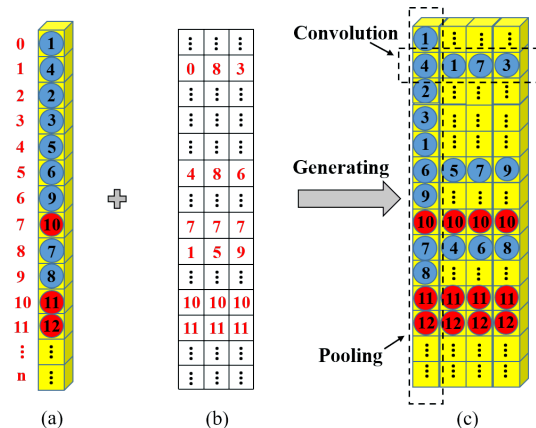 0 1
1 4
2 2
3 3
4 5
5 6
6 9
7 10
8 7
9 8
10 11
11 12
⋮ ⋮
n ⋮
(a)
+
⋮ ⋮ ⋮
0 8 3
⋮ ⋮ ⋮
⋮ ⋮ ⋮
⋮ ⋮ ⋮
4 8 6
⋮ ⋮ ⋮
7 7 7
1 5 9
⋮ ⋮ ⋮
10 10 10
11 11 11
⋮ ⋮ ⋮
⋮ ⋮ ⋮
(b)
Convolution
Generating
Pooling
1 ⋮ ⋮ ⋮
4 1 7 3
2 ⋮ ⋮ ⋮
3 ⋮ ⋮ ⋮
1 ⋮ ⋮ ⋮
6 5 7 9
9 ⋮ ⋮ ⋮
10 10 10 10
7 4 6 8
8 ⋮ ⋮ ⋮
11 11 11 11
12 12 12 12
⋮ ⋮ ⋮ ⋮
⋮ ⋮ ⋮ ⋮
(c)